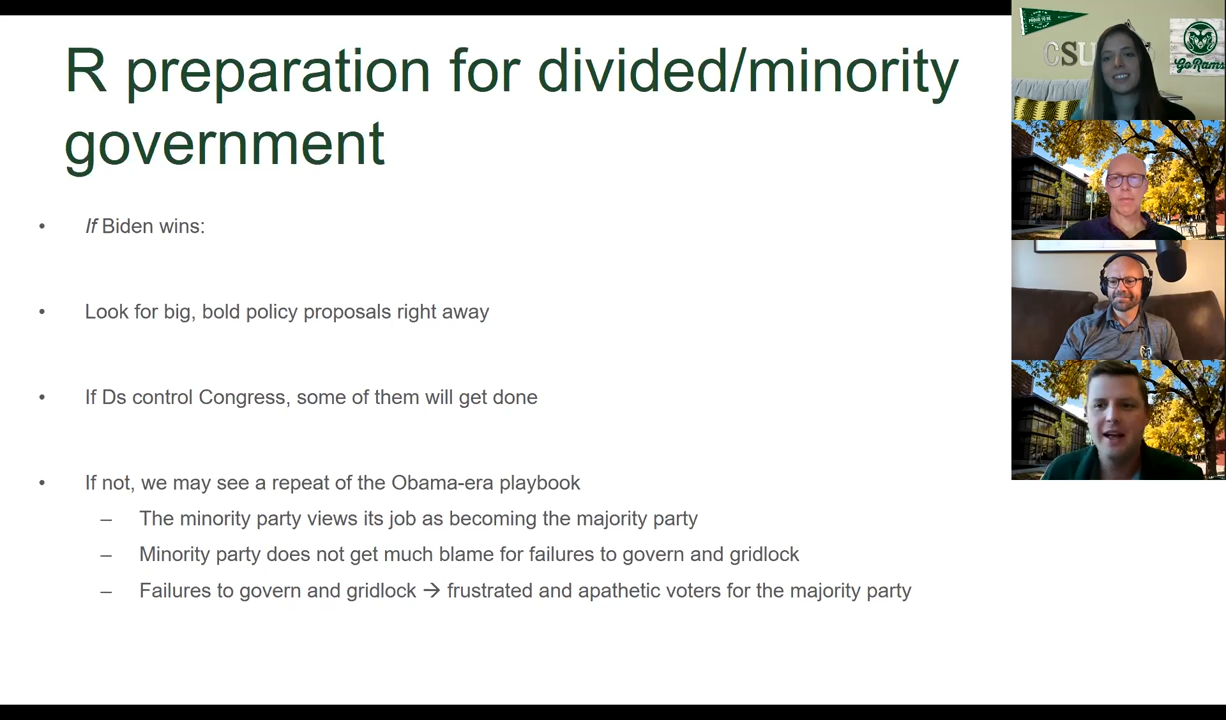 R preparation for divided/minority
government
• If Biden wins:
• Look for big, bold policy proposals right away
• If Ds control Congress, some of them will get done
• If not, we may see a repeat of the Obama-era playbook
– The minority party views its job as becoming the majority party
– Minority party does not get much blame for failures to govern and gridlock
– Failures to govern and gridlock → frustrated and apathetic voters for the majority party
PROUD TO BE
CSU
Go Rams